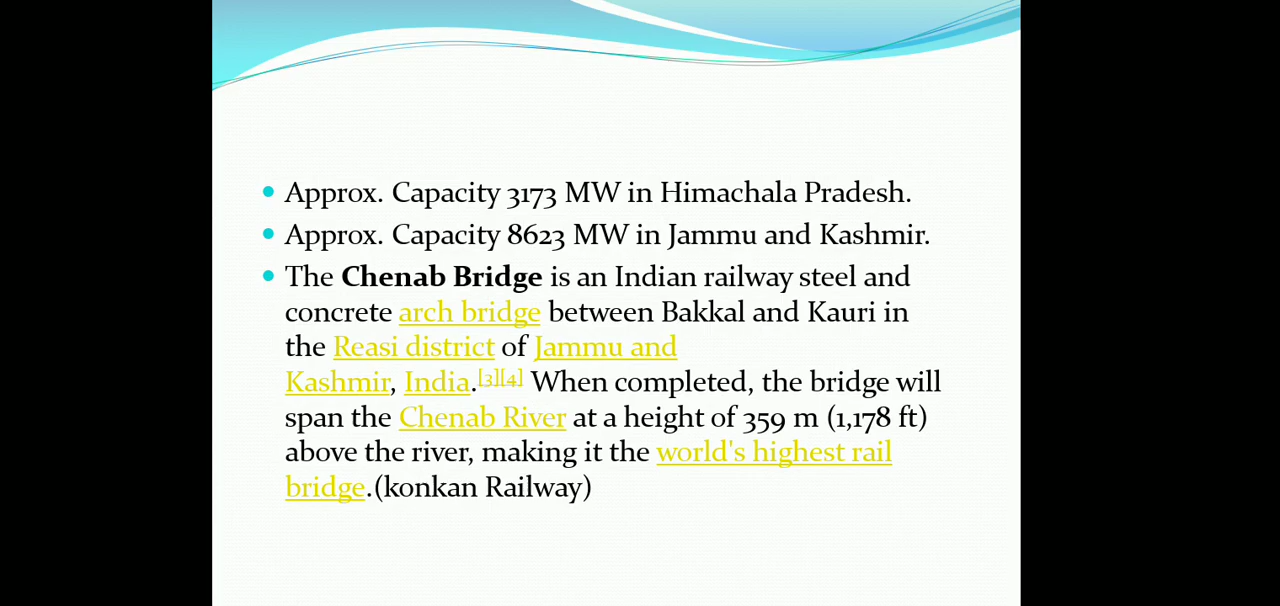 Approx. Capacity 3173 MW in Himachala Pradesh.
Approx. Capacity 8623 MW in Jammu and Kashmir.
The Chenab Bridge is an Indian railway steel and
concrete arch bridge between Bakkal and Kauri in
the Reasi district of Jammu and
Kashmir, India.[3][4] When completed, the bridge will
span the Chenab River at a height of 359 m (1,178 ft)
above the river, making it the world's highest rail
bridge.(konkan Railway)